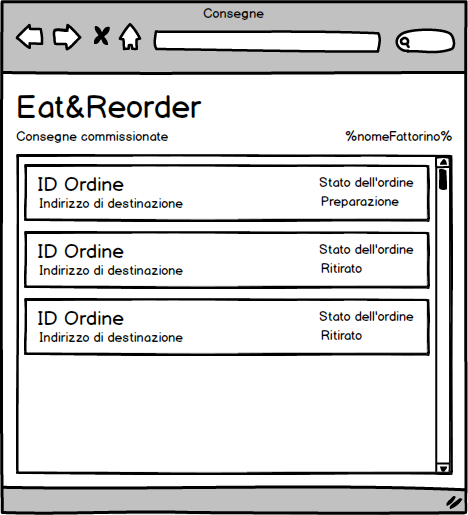 Consegne
Eat&Reorder
Consegne commissionate %nomeFattorino%
ID Ordine Stato dell'ordine
Indirizzo di destinazione Preparazione
ID Ordine Stato dell'ordine
Indirizzo di destinazione Ritirato
ID Ordine Stato dell'ordine
Indirizzo di destinazione Ritirato